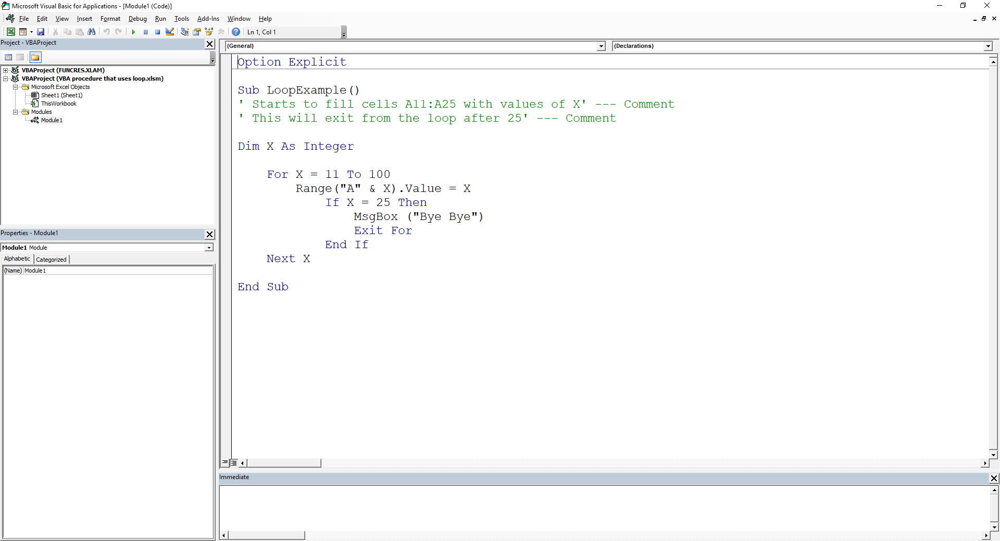 Microsoft Visual Basic for Applications - [Module1 (Code)]
File Edit View Insert Format Debug Run Tools Add-Ins Window Help
Ln 1, Col 1
Project - VBAProject
VBAProject (FUNCRES.XLAM)
VBAProject (VBA procedure that uses loop.xlsm)
Microsoft Excel Objects
Sheet1 (Sheet1)
ThisWorkbook
Modules
Module1
Properties - Module1
Module1 Module
Alphabetic Categorized
(Name) Module1
(General) (Declarations)
Option Explicit
Sub LoopExample()
' Starts to fill cells A11:A25 with values of X' --- Comment
' This will exit from the loop after 25' --- Comment
Dim X As Integer
For X = 11 To 100
Range("A" & X).Value = X
If X = 25 Then
MsgBox ("Bye Bye")
Exit For
End If
Next X
End Sub
Immediate